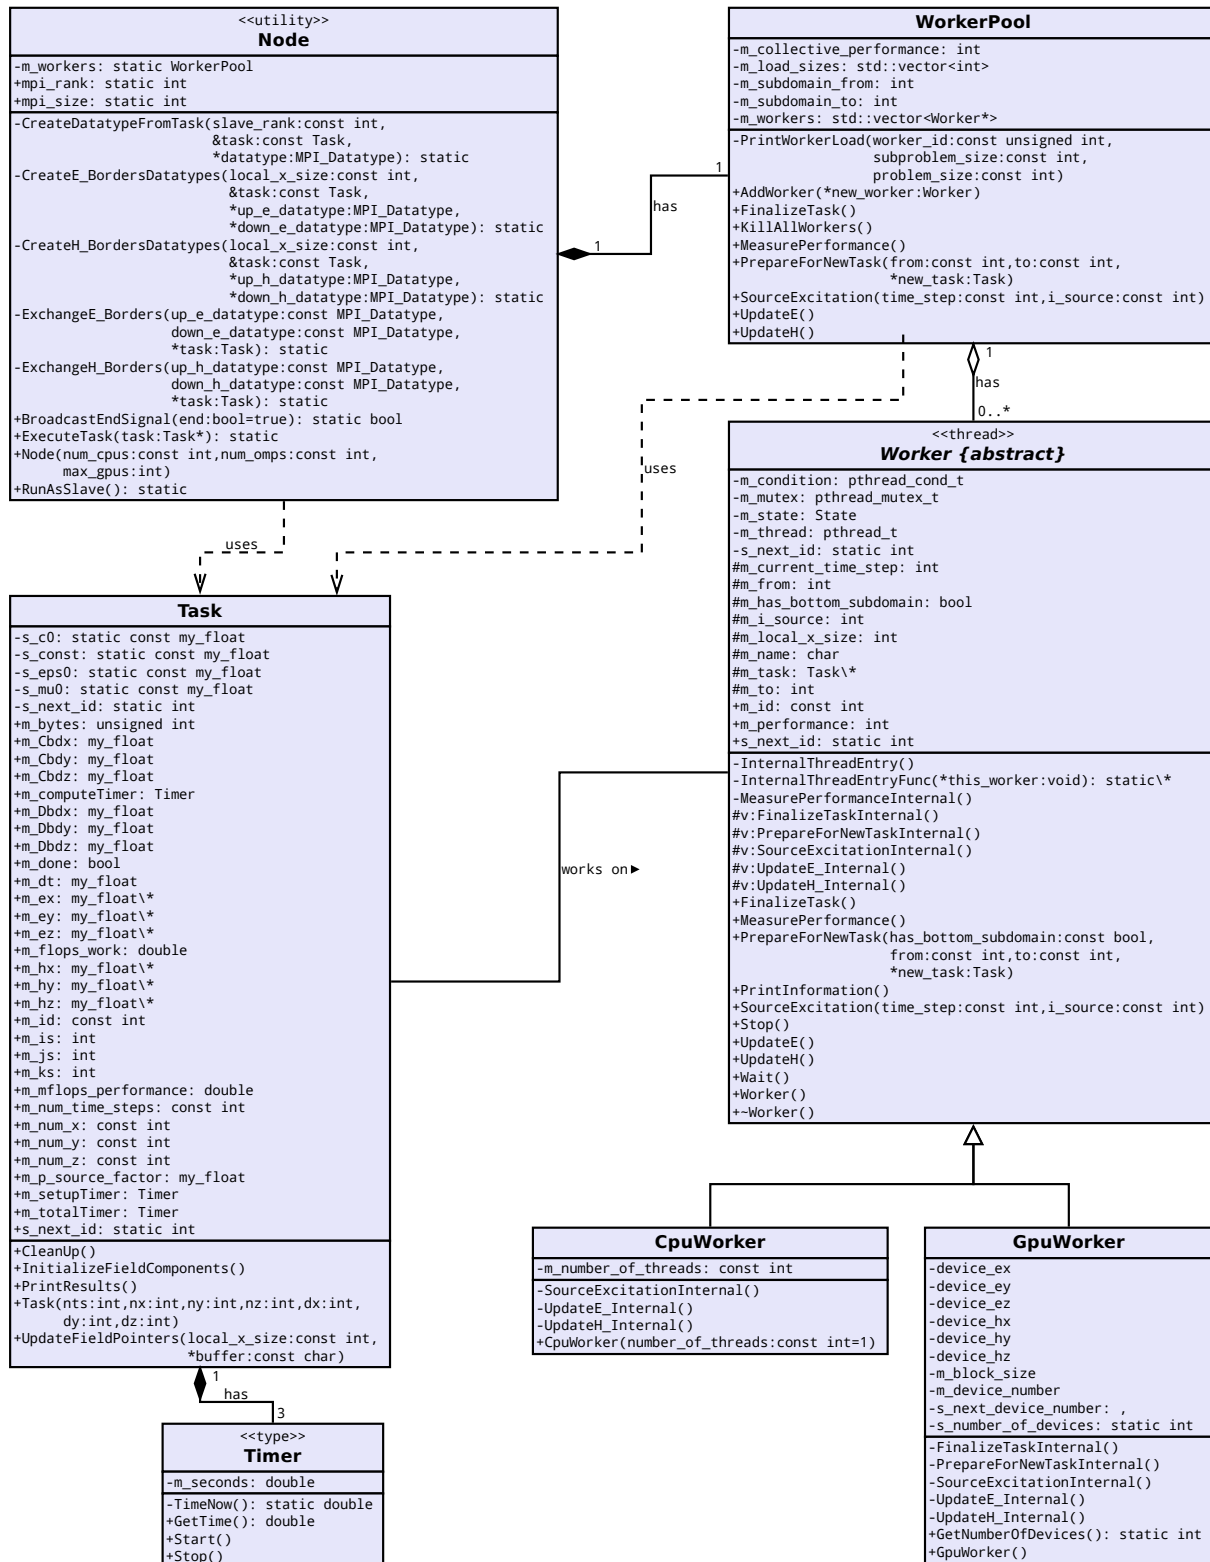 <<utility>>
Node
-m_workers: static WorkerPool
+mpi_rank: static int
+mpi_size: static int
-CreateDatatypeFromTask(slave_rank:const int,
&task:const Task,
*datatype:MPI_Datatype): static
-CreateE_BordersDatatypes(local_x_size:const int,
&task:const Task,
*up_e_datatype:MPI_Datatype,
*down_e_datatype:MPI_Datatype): static
-CreateH_BordersDatatypes(local_x_size:const int,
&task:const Task,
*up_h_datatype:MPI_Datatype,
*down_h_datatype:MPI_Datatype): static
-ExchangeE_Borders(up_e_datatype:const MPI_Datatype,
down_e_datatype:const MPI_Datatype,
*task:Task): static
-ExchangeH_Borders(up_h_datatype:const MPI_Datatype,
down_h_datatype:const MPI_Datatype,
*task:Task): static
+BroadcastEndSignal(end:bool=true): static bool
+ExecuteTask(task:Task*): static
+Node(num_cpus:const int,num_omps:const int,
max_gpus:int)
+RunAsSlave(): static
WorkerPool
-m_collective_performance: int
-m_load_sizes: std::vector<int>
-m_subdomain_from: int
-m_subdomain_to: int
-m_workers: std::vector<Worker*>
-PrintWorkerLoad(worker_id:const unsigned int,
subproblem_size:const int,
problem_size:const int)
+AddWorker(*new_worker:Worker)
+FinalizeTask()
+KillAllWorkers()
+MeasurePerformance()
+PrepareForNewTask(from:const int,to:const int,
*new_task:Task)
+SourceExcitation(time_step:const int,i_source:const int)
+UpdateE()
+UpdateH()
1
has
1
1
has
0..*
uses
uses
<<thread>>
Worker {abstract}
-m_condition: pthread_cond_t
-m_mutex: pthread_mutex_t
-m_state: State
-m_thread: pthread_t
-s_next_id: static int
#m_current_time_step: int
#m_from: int
#m_has_bottom_subdomain: bool
#m_i_source: int
#m_local_x_size: int
#m_name: char
#m_task: Task\*
#m_to: int
+m_id: const int
+m_performance: int
+s_next_id: static int
-InternalThreadEntry()
-InternalThreadEntryFunc(*this_worker:void): static\*
-MeasurePerformanceInternal()
#v:FinalizeTaskInternal()
#v:PrepareForNewTaskInternal()
#v:SourceExcitationInternal()
#v:UpdateE_Internal()
#v:UpdateH_Internal()
+FinalizeTask()
+MeasurePerformance()
+PrepareForNewTask(has_bottom_subdomain:const bool,
from:const int,to:const int,
*new_task:Task)
+PrintInformation()
+SourceExcitation(time_step:const int,i_source:const int)
+Stop()
+UpdateE()
+UpdateH()
+Wait()
+Worker()
+~Worker()
works on►
Task
-s_c0: static const my_float
-s_const: static const my_float
-s_eps0: static const my_float
-s_mu0: static const my_float
-s_next_id: static int
+m_bytes: unsigned int
+m_Cbdx: my_float
+m_Cbdy: my_float
+m_Cbdz: my_float
+m_computeTimer: Timer
+m_Dbdx: my_float
+m_Dbdy: my_float
+m_Dbdz: my_float
+m_done: bool
+m_dt: my_float
+m_ex: my_float\*
+m_ey: my_float\*
+m_ez: my_float\*
+m_flops_work: double
+m_hx: my_float\*
+m_hy: my_float\*
+m_hz: my_float\*
+m_id: const int
+m_is: int
+m_js: int
+m_ks: int
+m_mflops_performance: double
+m_num_time_steps: const int
+m_num_x: const int
+m_num_y: const int
+m_num_z: const int
+m_p_source_factor: my_float
+m_setupTimer: Timer
+m_totalTimer: Timer
+s_next_id: static int
+CleanUp()
+InitializeFieldComponents()
+PrintResults()
+Task(nts:int,nx:int,ny:int,nz:int,dx:int,
dy:int,dz:int)
+UpdateFieldPointers(local_x_size:const int,
*buffer:const char)
1
has
3
<<type>>
Timer
-m_seconds: double
-TimeNow(): static double
+GetTime(): double
+Start()
+Stop()
CpuWorker
-m_number_of_threads: const int
-SourceExcitationInternal()
-UpdateE_Internal()
-UpdateH_Internal()
+CpuWorker(number_of_threads:const int=1)
GpuWorker
-device_ex
-device_ey
-device_ez
-device_hx
-device_hy
-device_hz
-m_block_size
-m_device_number
-s_next_device_number: ,
-s_number_of_devices: static int
-FinalizeTaskInternal()
-PrepareForNewTaskInternal()
-SourceExcitationInternal()
-UpdateE_Internal()
-UpdateH_Internal()
+GetNumberOfDevices(): static int
+GpuWorker()